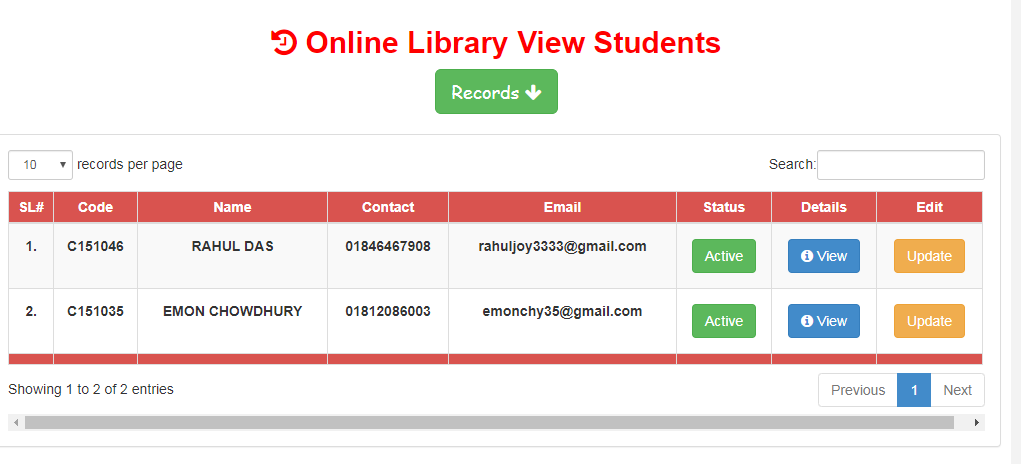 Online Library View Students
Records
10 records per page Search:
SL# Code Name Contact Email Status Details Edit
1. C151046 RAHUL DAS 01846467908 rahuljoy3333@gmail.com Active View Update
2. C151035 EMON CHOWDHURY 01812086003 emonchy35@gmail.com Active View Update
Showing 1 to 2 of 2 entries Previous 1 Next